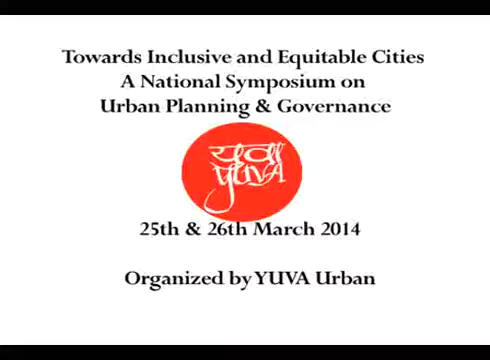 Towards Inclusive and Equitable Cities
A National Symposium on
Urban Planning & Governance
युवा
YUVA
25th & 26th March 2014
Organized by YUVA Urban